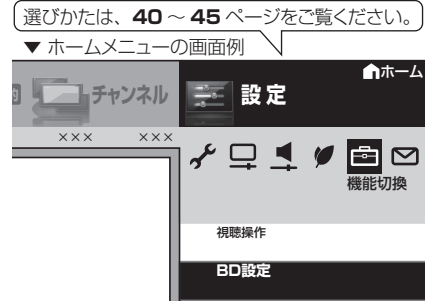 選びかたは、40～45ページをご覧ください。
▼ ホームメニューの画面例
ホーム
チャンネル
設定
×××
×××
機能切換
視聴操作
BD設定